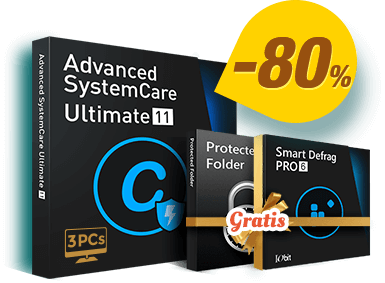 -80%
Advanced
SystemCare
Ultimate 11
Advanced SystemCare Ultimate 11
3PCs
Protected
Folder
Protected Folder
Smart Defrag
PRO 6
Gratis
IObit